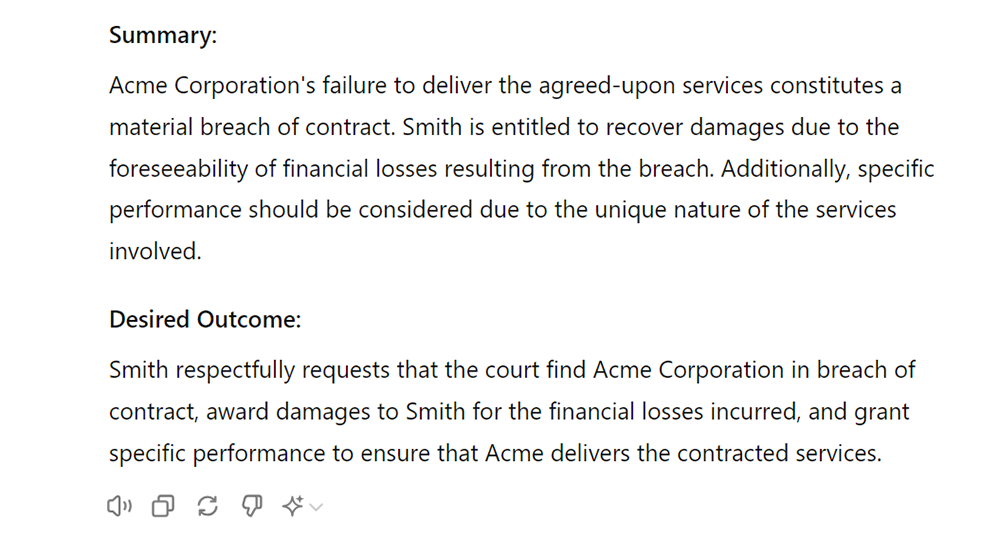 Summary:
Acme Corporation's failure to deliver the agreed-upon services constitutes a
material breach of contract. Smith is entitled to recover damages due to the
foreseeability of financial losses resulting from the breach. Additionally, specific
performance should be considered due to the unique nature of the services
involved.
Desired Outcome:
Smith respectfully requests that the court find Acme Corporation in breach of
contract, award damages to Smith for the financial losses incurred, and grant
specific performance to ensure that Acme delivers the contracted services.